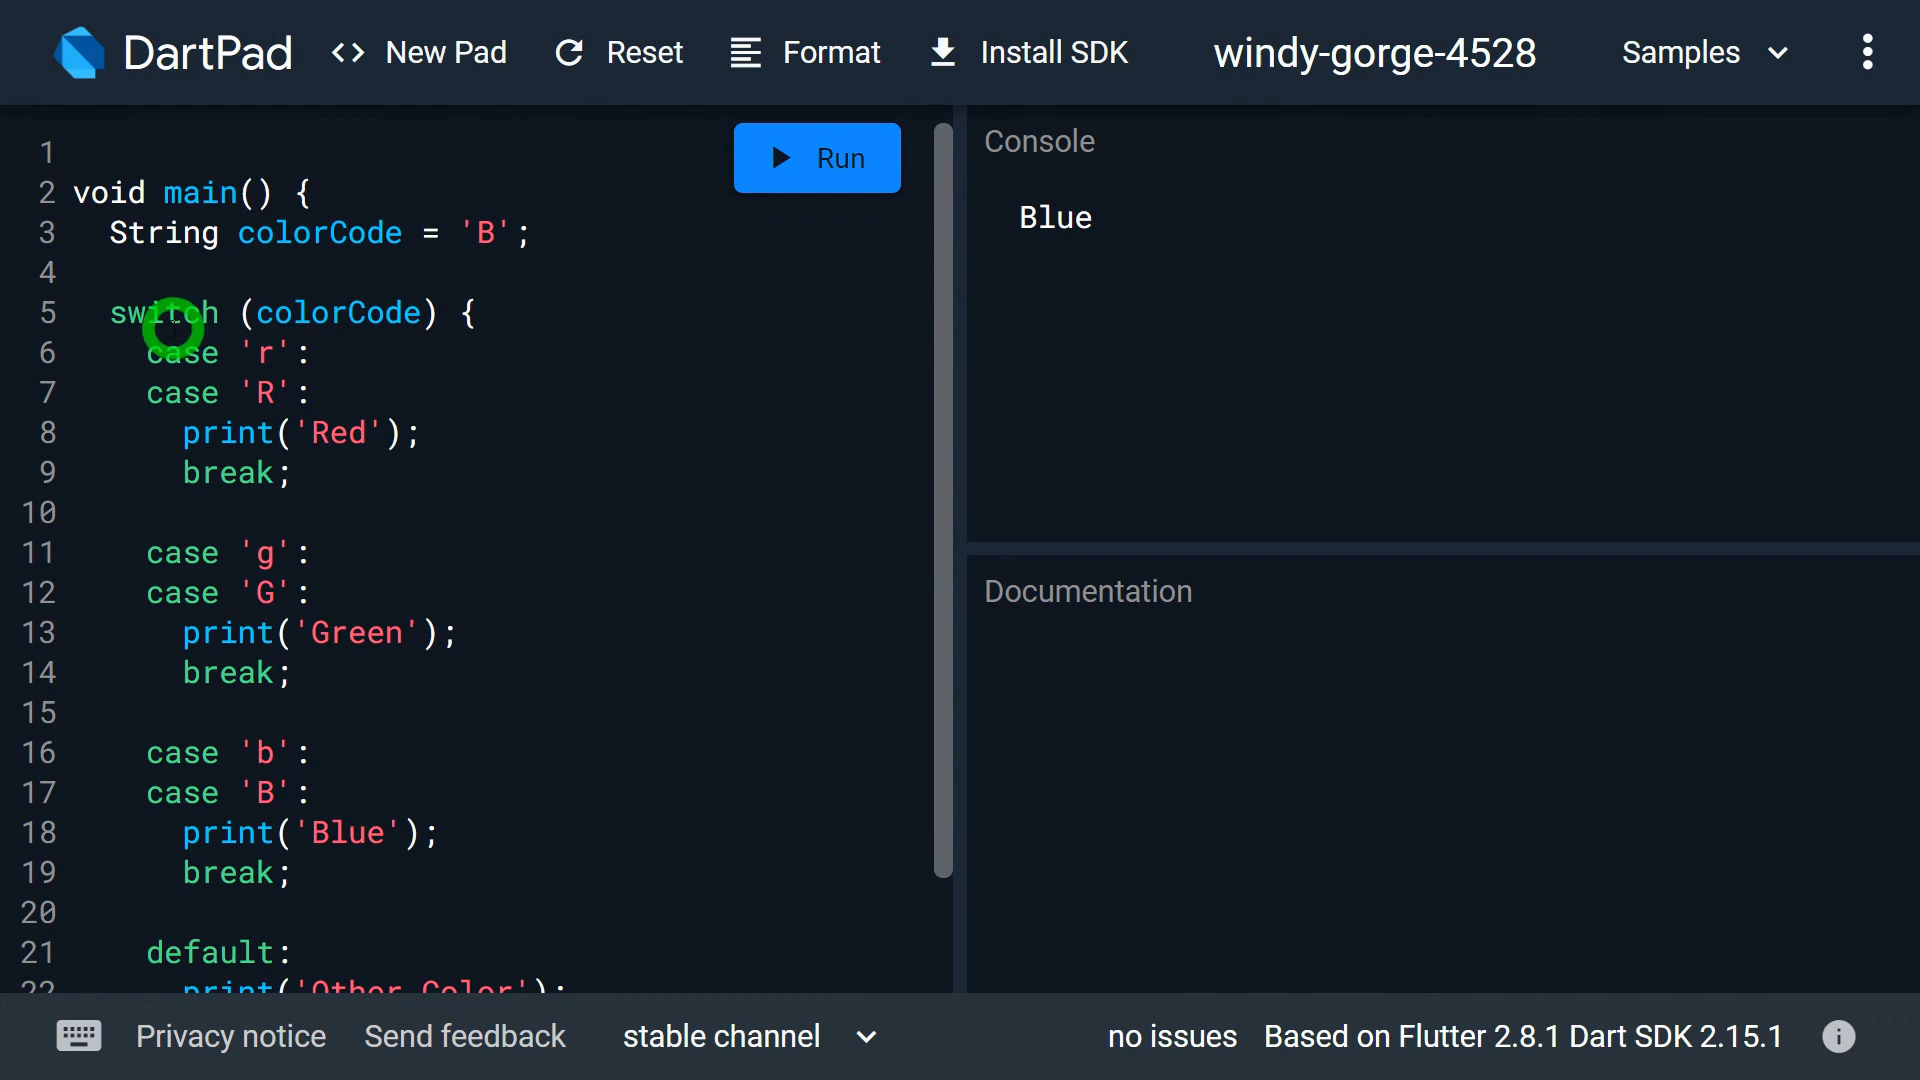 DartPad <> New Pad Reset Format Install SDK windy-gorge-4528 Samples
Run
1
2 void main() {
3 String colorCode = 'B';
4
5 switch (colorCode) {
6 case 'r':
7 case 'R':
8 print('Red');
9 break;
10
11 case 'g':
12 case 'G':
13 print('Green');
14 break;
15
16 case 'b':
17 case 'B':
18 print('Blue');
19 break;
20
21 default:
22 print('Other Color');
Console
Blue
Documentation
Privacy notice Send feedback stable channel no issues Based on Flutter 2.8.1 Dart SDK 2.15.1